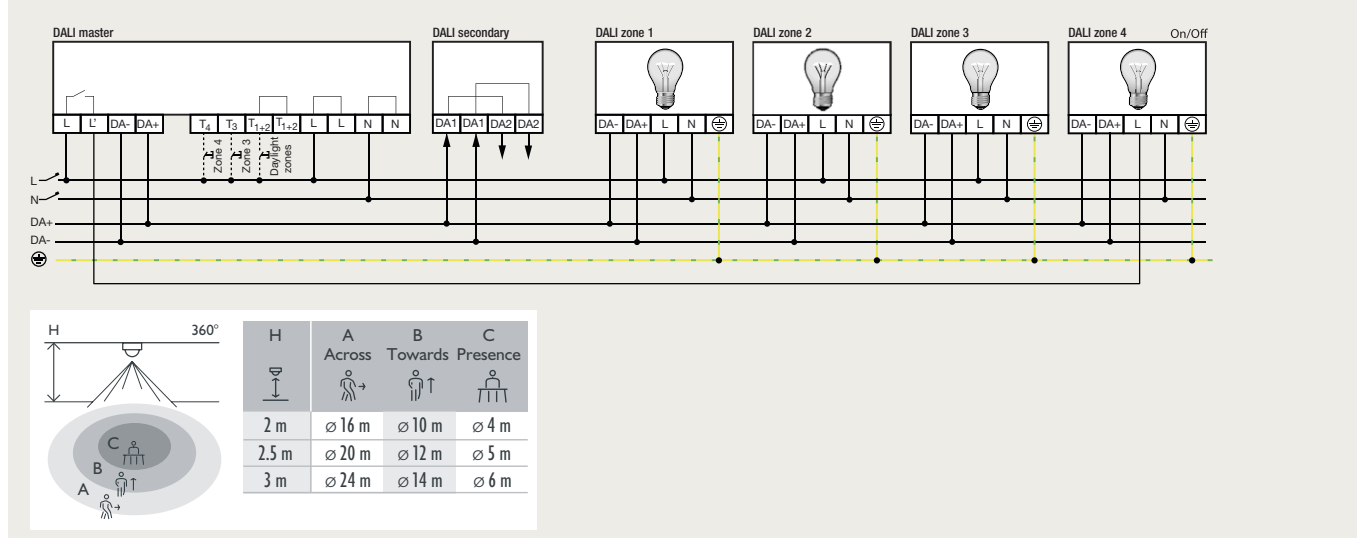 DALI master DALI secondary DALI zone 1 DALI zone 2 DALI zone 3 DALI zone 4 On/Off
L L’ DA- DA+ T4 T3 T1+2 T1+2 L L N N DA1 DA1 DA2 DA2 DA- DA+ L N DA- DA+ L N DA- DA+ L N DA- DA+ L N
Zone 4
Zone 3
Daylight
zones
L
N
DA+
DA-
H 360°
C
B
A
H A B C
Across Towards Presence
2 m ⌀ 16 m ⌀ 10 m ⌀ 4 m
2.5 m ⌀ 20 m ⌀ 12 m ⌀ 5 m
3 m ⌀ 24 m ⌀ 14 m ⌀ 6 m